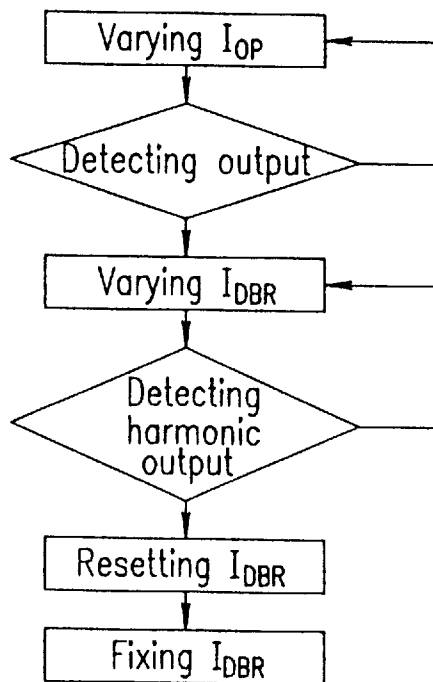 Varying I_OP
Detecting output
Varying I_DBR
Detecting
harmonic
output
Resetting I_DBR
Fixing I_DBR